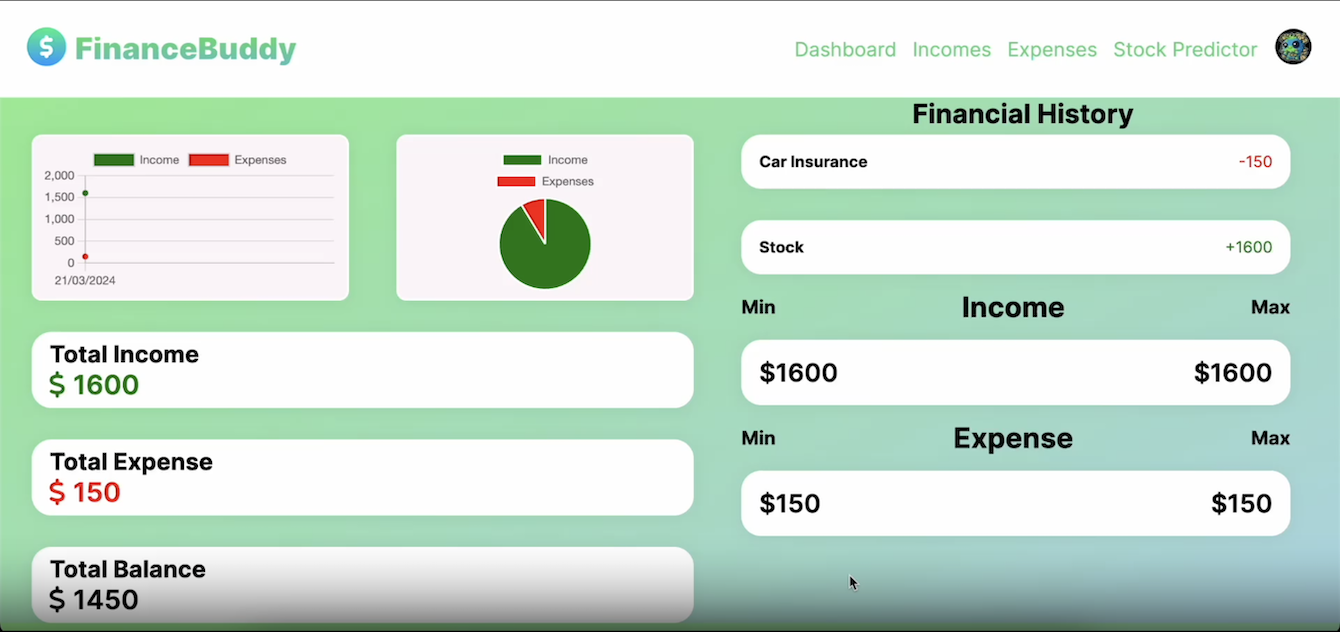 $ FinanceBuddy
Dashboard Incomes Expenses Stock Predictor
Income Expenses
2,000
1,500
1,000
500
0
21/03/2024
Income
Expenses
Total Income
$ 1600
Total Expense
$ 150
Total Balance
$ 1450
Financial History
Car Insurance -150
Stock +1600
Min Income Max
$1600 $1600
Min Expense Max
$150 $150